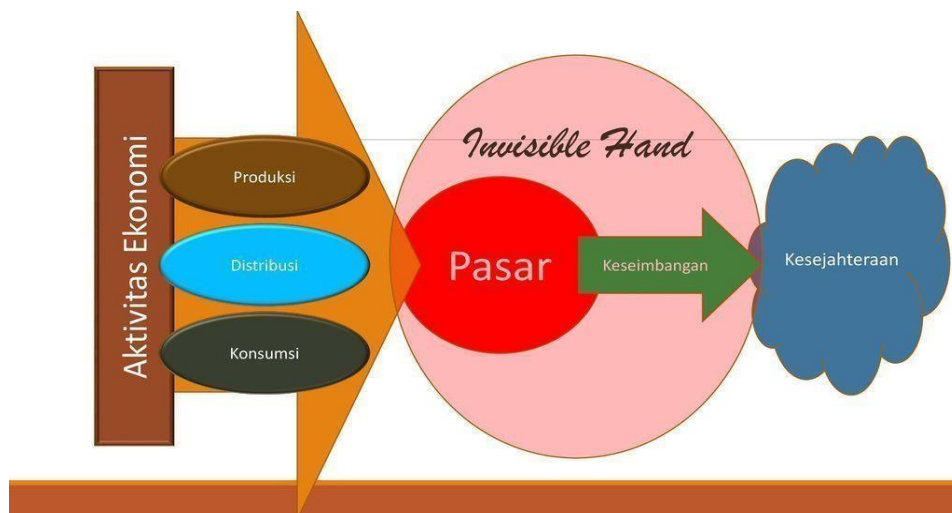 Aktivitas Ekonomi
Produksi
Distribusi
Konsumsi
Invisible Hand
Pasar
Keseimbangan
Kesejahteraan